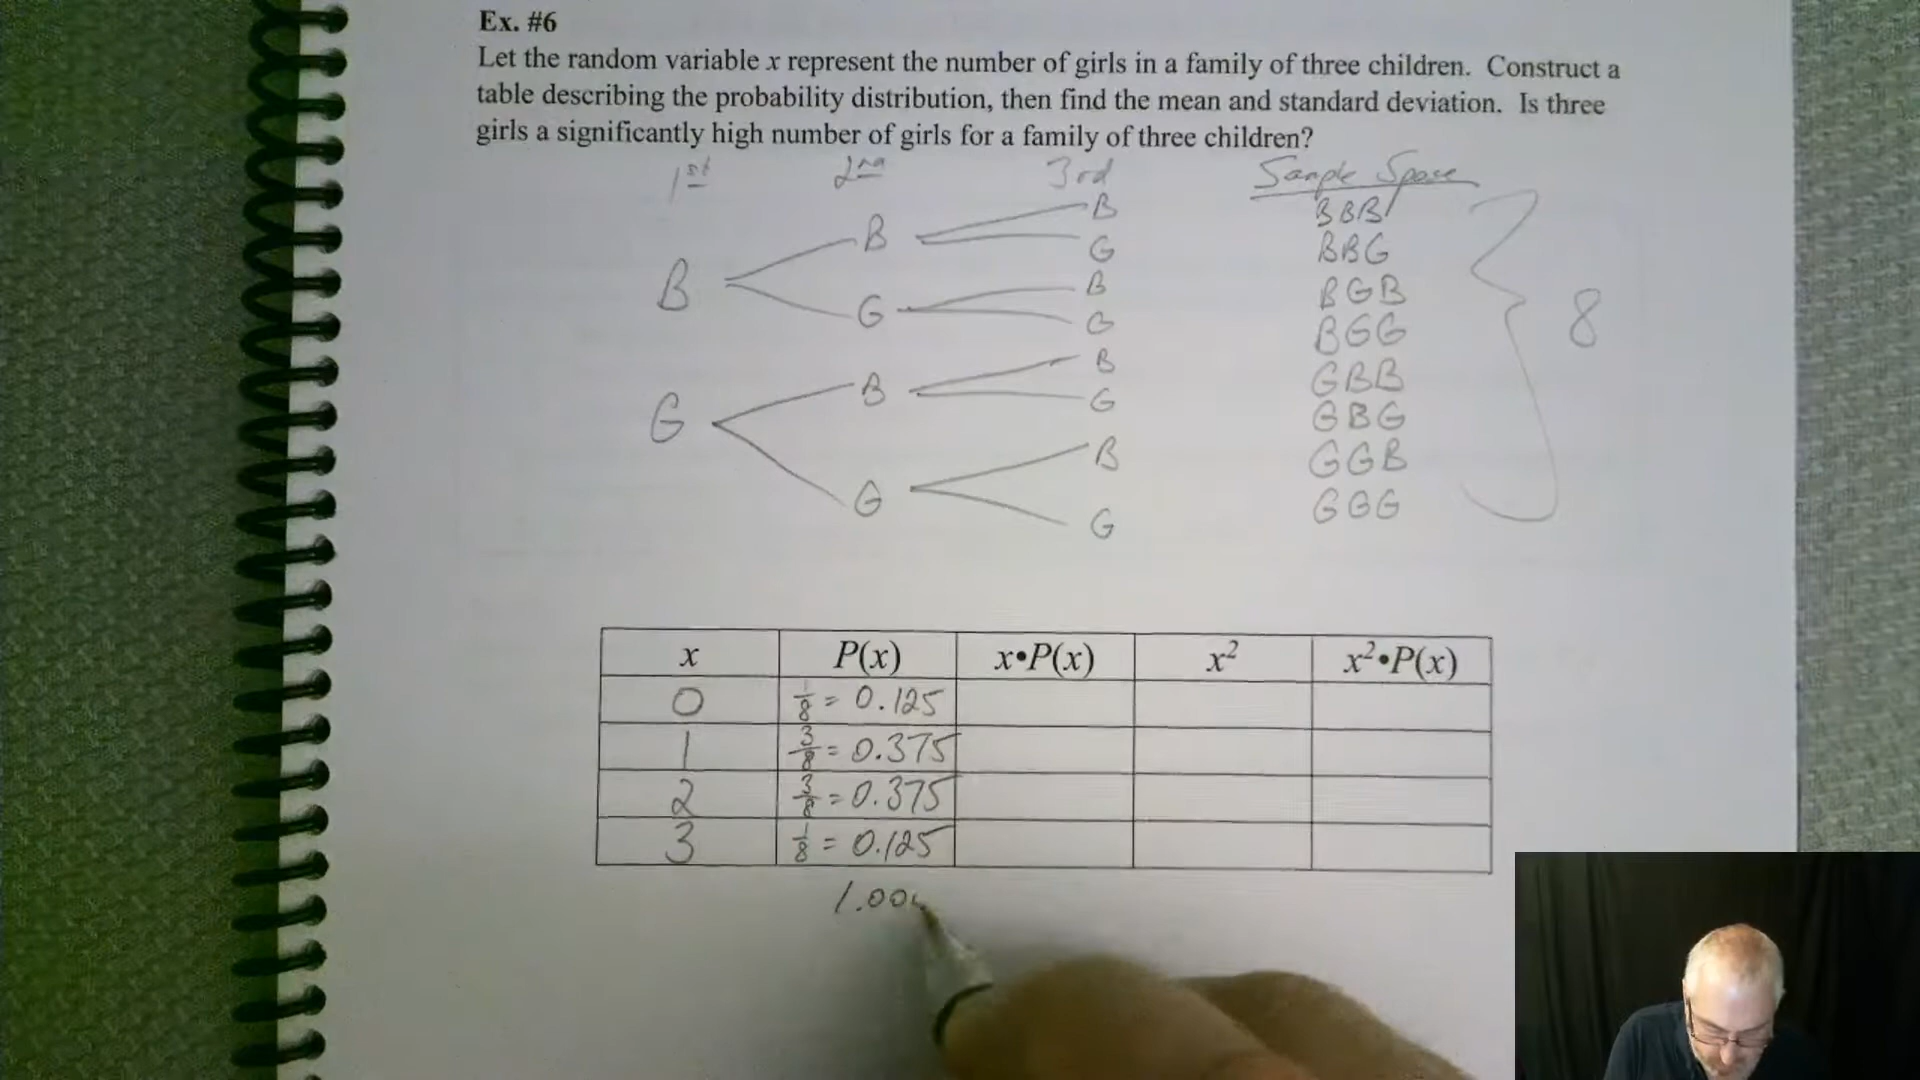 Ex. #6
Let the random variable x represent the number of girls in a family of three children. Construct a
table describing the probability distribution, then find the mean and standard deviation. Is three
girls a significantly high number of girls for a family of three children?
1st 2nd 3rd Sample Space
B BBB
B G BBG
B B BGB
G G BGG
B GBB
B G GBG
G B GGB
G G GGG
8
x P(x) x•P(x) x² x²•P(x)
0 1/8 = 0.125
1 3/8 = 0.375
2 3/8 = 0.375
3 1/8 = 0.125
1.00